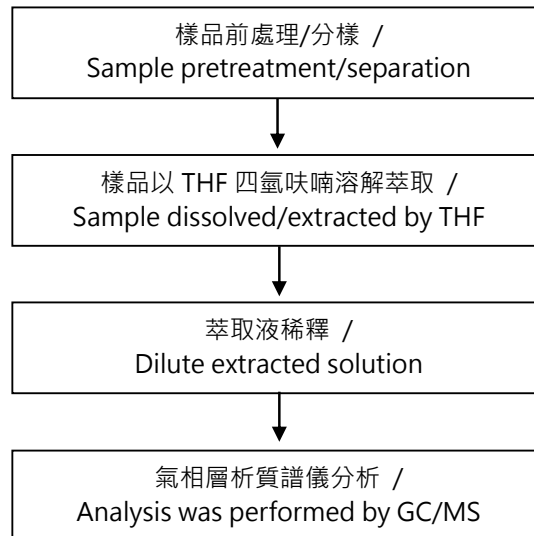 樣品前處理/分樣 /
Sample pretreatment/separation
樣品以 THF 四氫呋喃溶解萃取 /
Sample dissolved/extracted by THF
萃取液稀釋 /
Dilute extracted solution
氣相層析質譜儀分析 /
Analysis was performed by GC/MS